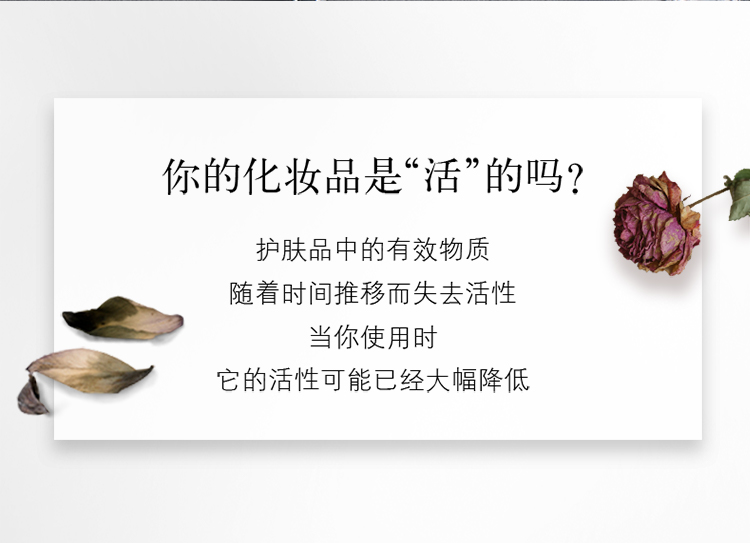 你的化妆品是“活”的吗？
护肤品中的有效物质
随着时间推移而失去活性
当你使用时
它的活性可能已经大幅降低